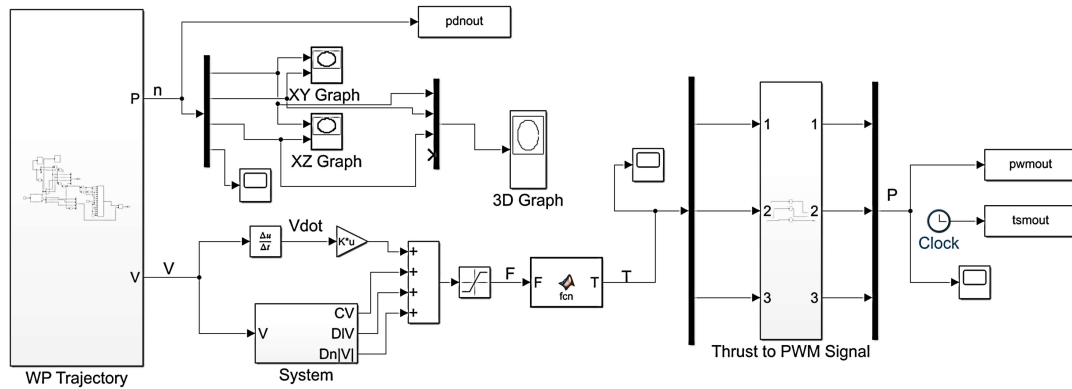 pdnout
P
n
XY Graph
XZ Graph
3D Graph
1
1
2
2
3
3
P
pwmout
tsmout
Clock
Vdot
Δu
Δt
K*u
+
+
+
+
V
V
V
CV
DIV
Dn|V|
F
F
T
fcn
T
System
WP Trajectory
Thrust to PWM Signal